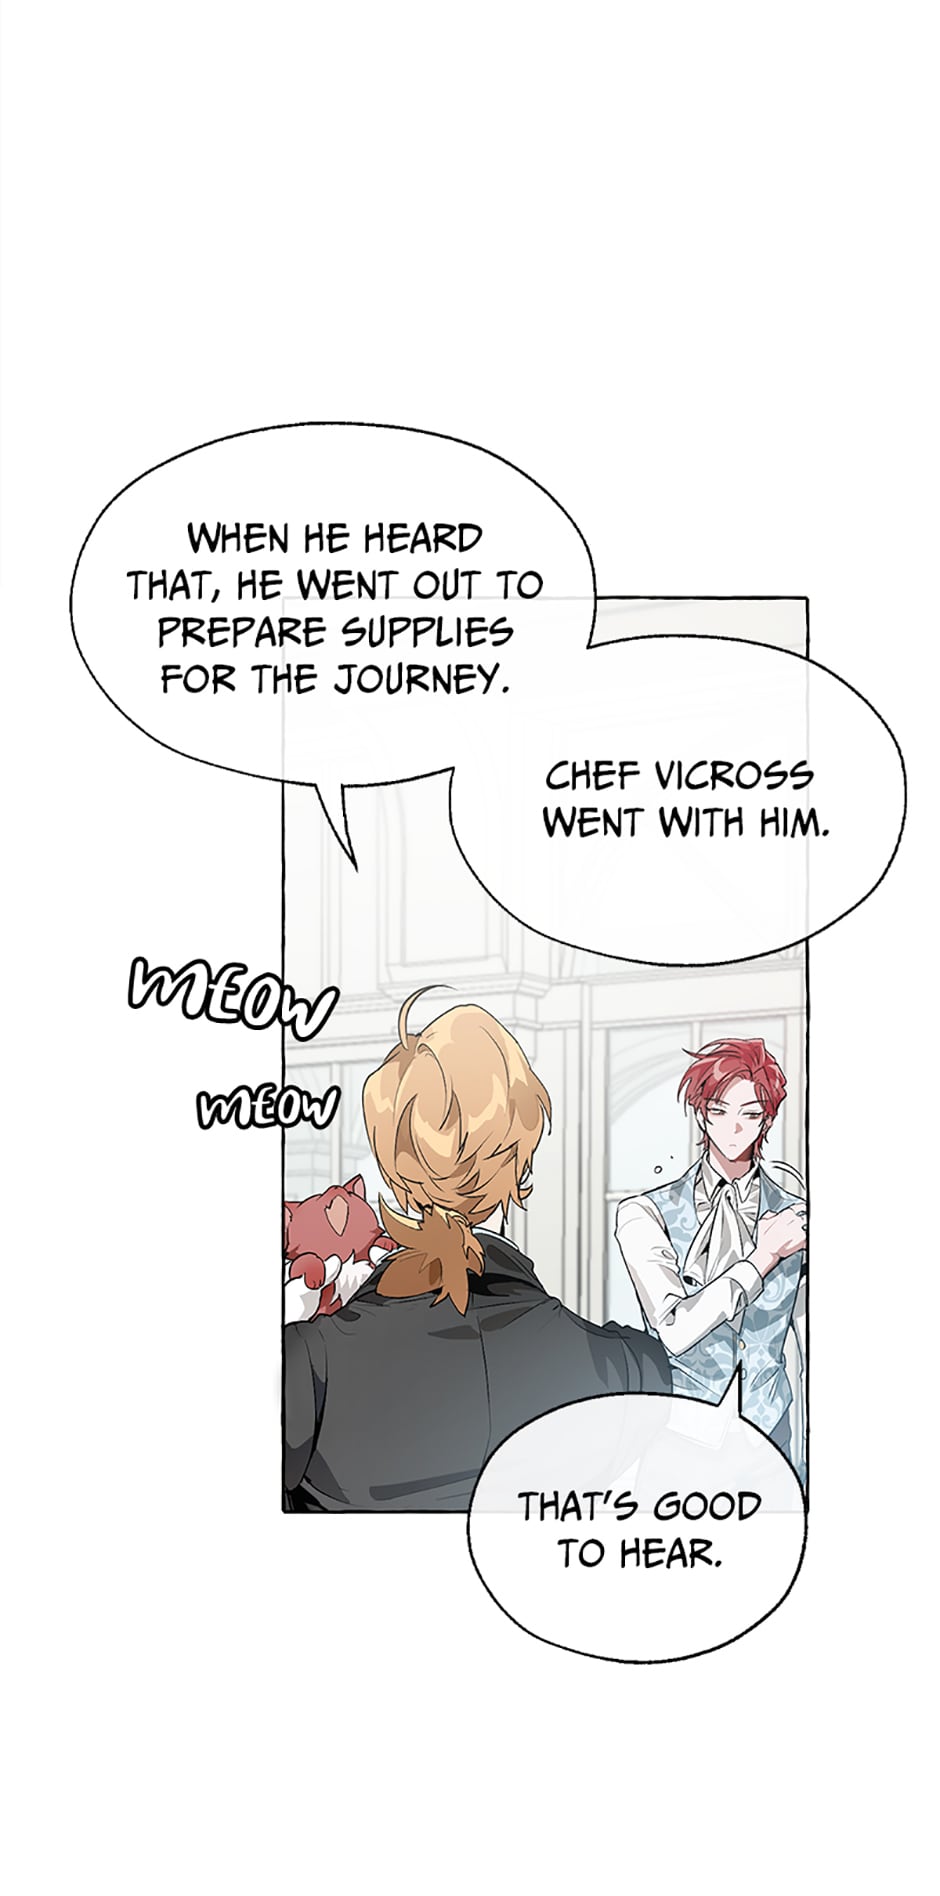 WHEN HE HEARD
THAT, HE WENT OUT TO
PREPARE SUPPLIES
FOR THE JOURNEY.
CHEF VICROSS
WENT WITH HIM.
MEOW
MEOW
THAT'S GOOD
TO HEAR.